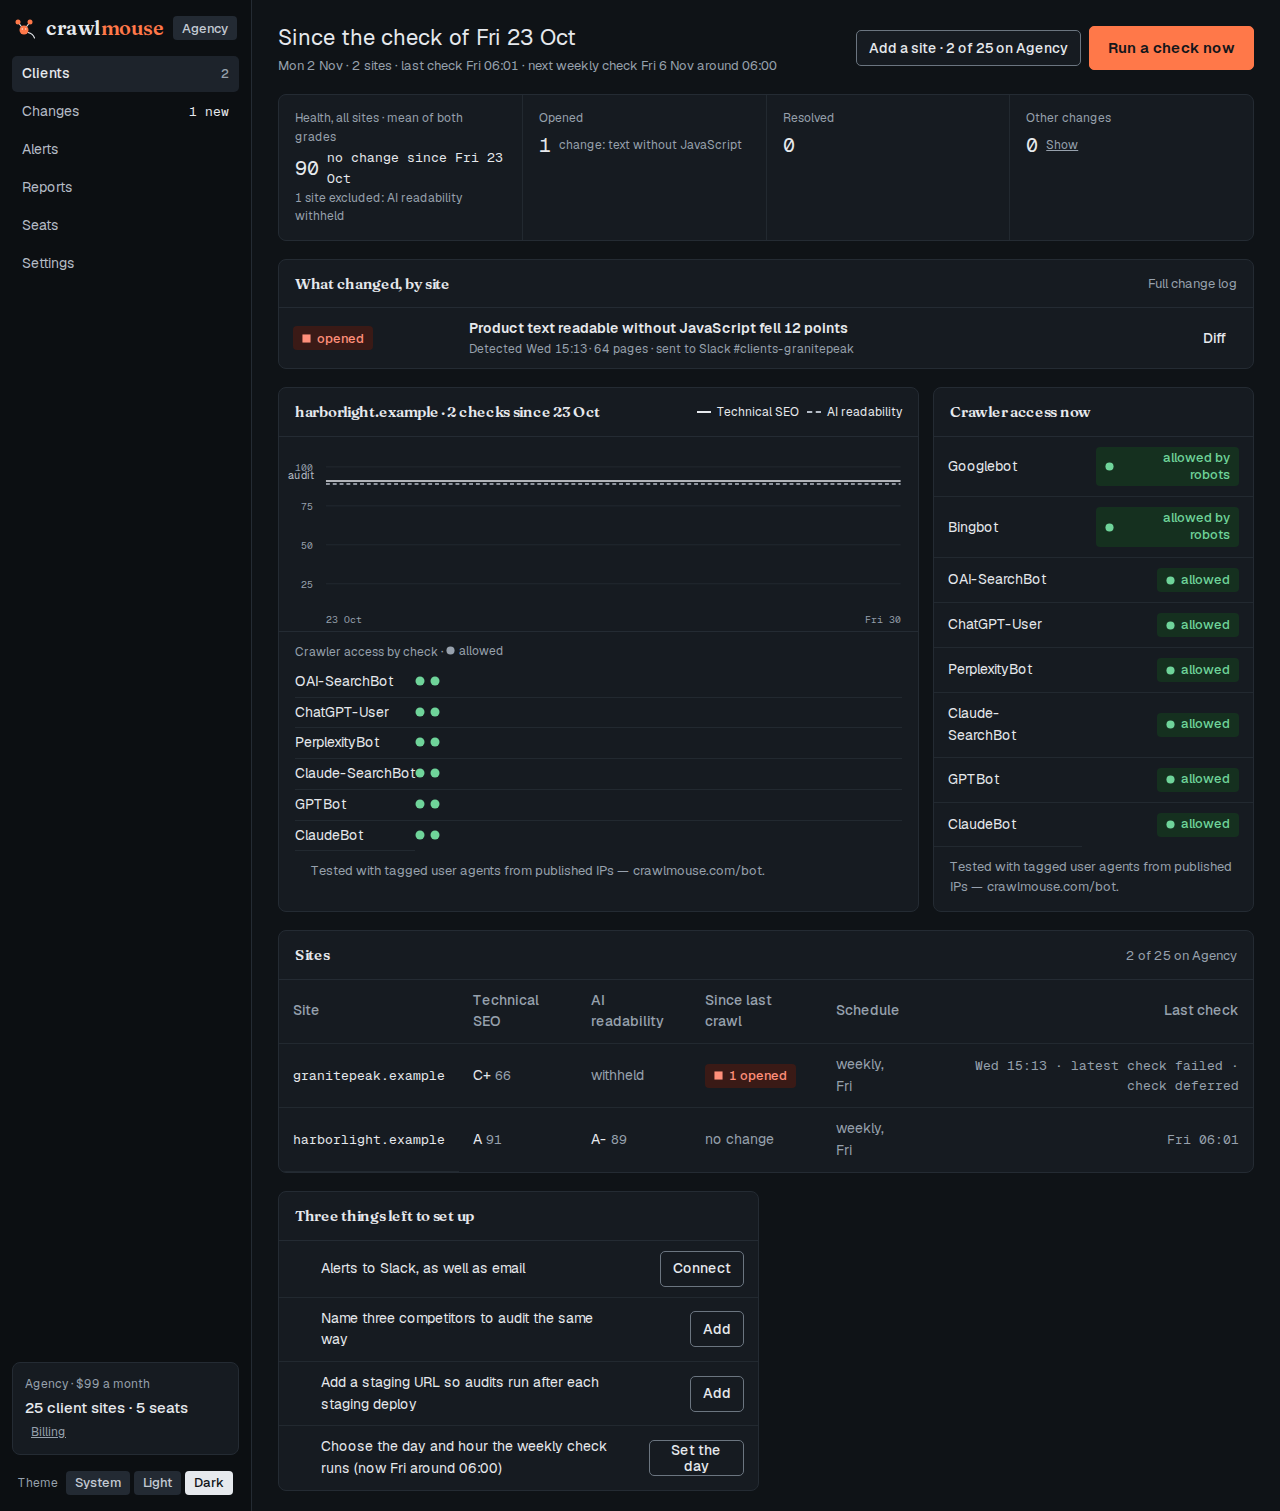 crawlmouse Agency
Clients 2
Changes 1 new
Alerts
Reports
Seats
Settings
Agency · $99 a month
25 client sites · 5 seats
Billing
Theme System Light Dark
Since the check of Fri 23 Oct
Mon 2 Nov · 2 sites · last check Fri 06:01 · next weekly check Fri 6 Nov around 06:00
Add a site · 2 of 25 on Agency
Run a check now
Health, all sites · mean of both
grades
90 no change since Fri 23
Oct
1 site excluded: AI readability
withheld
Opened
1 change: text without JavaScript
Resolved
0
Other changes
0 Show
What changed, by site
Full change log
opened
Product text readable without JavaScript fell 12 points
Detected Wed 15:13 · 64 pages · sent to Slack #clients-granitepeak
Diff
harborlight.example · 2 checks since 23 Oct
Technical SEO AI readability
100
audit
75
50
25
23 Oct Fri 30
Crawler access by check · allowed
OAI-SearchBot
ChatGPT-User
PerplexityBot
Claude-SearchBot
GPTBot
ClaudeBot
Tested with tagged user agents from published IPs — crawlmouse.com/bot.
Crawler access now
Googlebot allowed by
robots
Bingbot allowed by
robots
OAI-SearchBot allowed
ChatGPT-User allowed
PerplexityBot allowed
Claude-
SearchBot allowed
GPTBot allowed
ClaudeBot allowed
Tested with tagged user agents from published
IPs — crawlmouse.com/bot.
Sites
2 of 25 on Agency
Site
Technical
SEO
AI
readability
Since last
crawl
Schedule
Last check
granitepeak.example C+ 66 withheld 1 opened
weekly,
Fri
Wed 15:13 · latest check failed ·
check deferred
harborlight.example A 91 A- 89 no change
weekly,
Fri
Fri 06:01
Three things left to set up
Alerts to Slack, as well as email
Connect
Name three competitors to audit the same
way
Add
Add a staging URL so audits run after each
staging deploy
Add
Choose the day and hour the weekly check
runs (now Fri around 06:00)
Set the
day